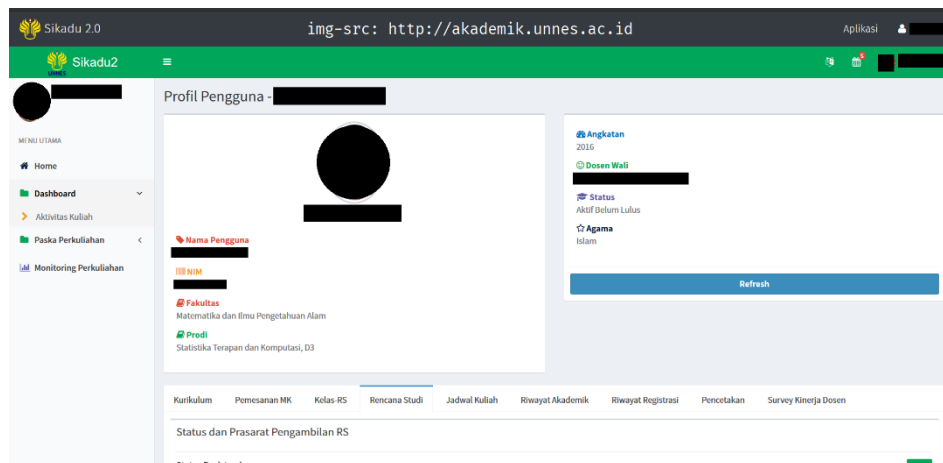 Sikadu 2.0
img-src: http://akademik.unnes.ac.id
Aplikasi
UNNES
Sikadu2
5
Profil Pengguna -
MENU UTAMA
Home
Dashboard
Aktivitas Kuliah
Paska Perkuliahan
Monitoring Perkuliahan
Nama Pengguna
NIM
Fakultas
Matematika dan Ilmu Pengetahuan Alam
Prodi
Statistika Terapan dan Komputasi, D3
Angkatan
2016
Dosen Wali
Status
Aktif Belum Lulus
Agama
Islam
Refresh
Kurikulum Pemesanan MK Kelas-RS Rencana Studi Jadwal Kuliah Riwayat Akademik Riwayat Registrasi Pencetakan Survey Kinerja Dosen
Status dan Prasarat Pengambilan RS